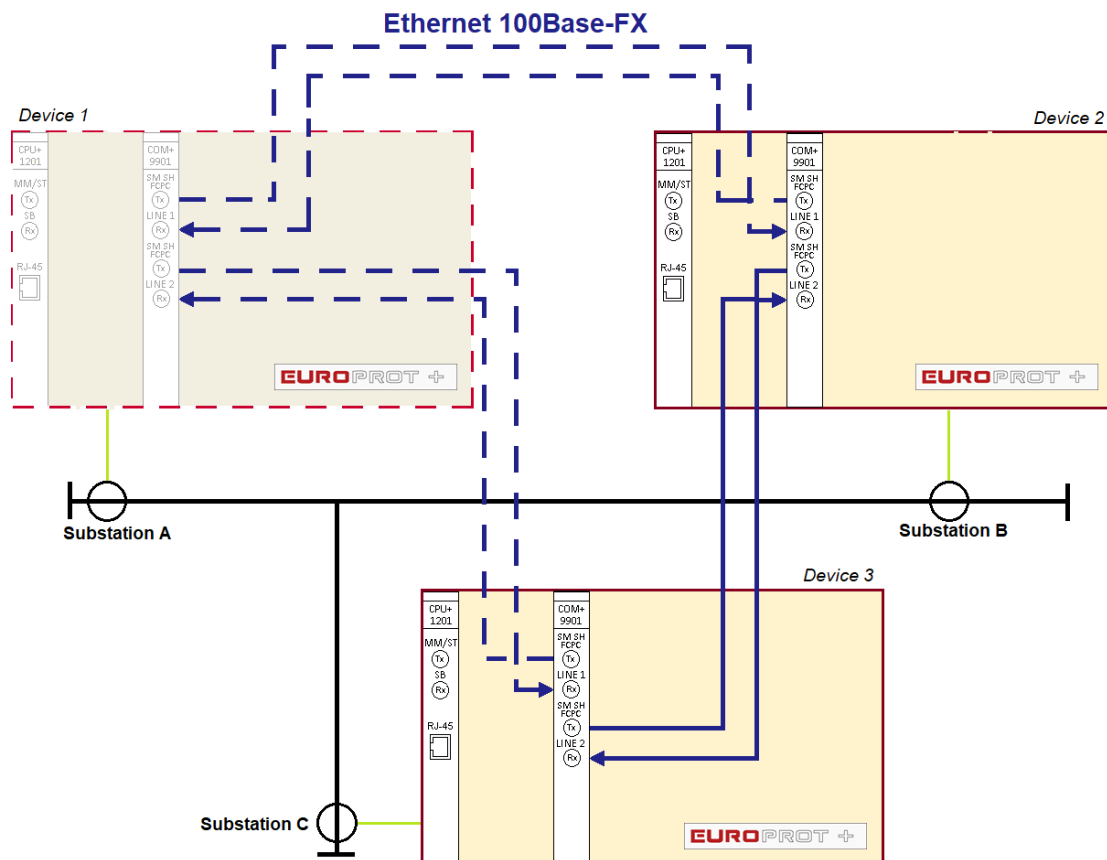 Ethernet 100Base-FX
Device 1
CPU+
1201
MM/ST
Tx
SB
Rx
RJ-45
COM+
9901
SM SH
FCPC
Tx
LINE 1
Rx
SM SH
FCPC
Tx
LINE 2
Rx
EUROPROT +
Device 2
CPU+
1201
MM/ST
Tx
SB
Rx
RJ-45
COM+
9901
SM SH
FCPC
Tx
LINE 1
Rx
SM SH
FCPC
Tx
LINE 2
Rx
EUROPROT +
Substation A
Substation B
Device 3
CPU+
1201
MM/ST
Tx
SB
Rx
RJ-45
COM+
9901
SM SH
FCPC
Tx
LINE 1
Rx
SM SH
FCPC
Tx
LINE 2
Rx
EUROPROT +
Substation C